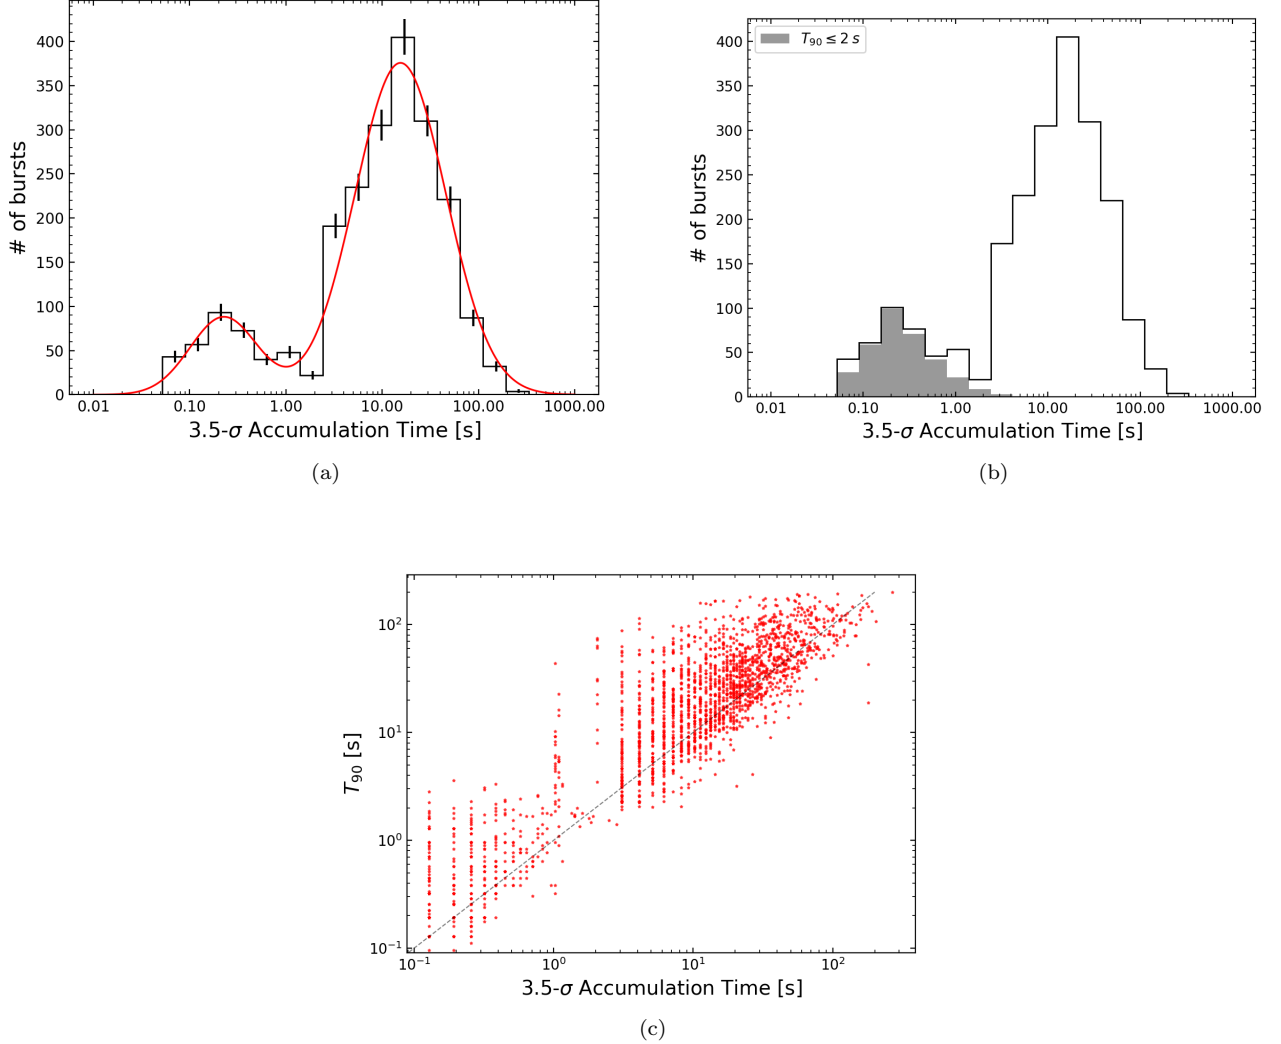 400
350
300
250
200
150
100
50
0
# of bursts
0.01 0.10 1.00 10.00 100.00 1000.00
3.5-σ Accumulation Time [s]
(a)
T₉₀ ≤ 2 s
400
350
300
250
200
150
100
50
0
# of bursts
0.01 0.10 1.00 10.00 100.00 1000.00
3.5-σ Accumulation Time [s]
(b)
10²
10¹
10⁰
10⁻¹
T₉₀ [s]
10⁻¹ 10⁰ 10¹ 10²
3.5-σ Accumulation Time [s]
(c)